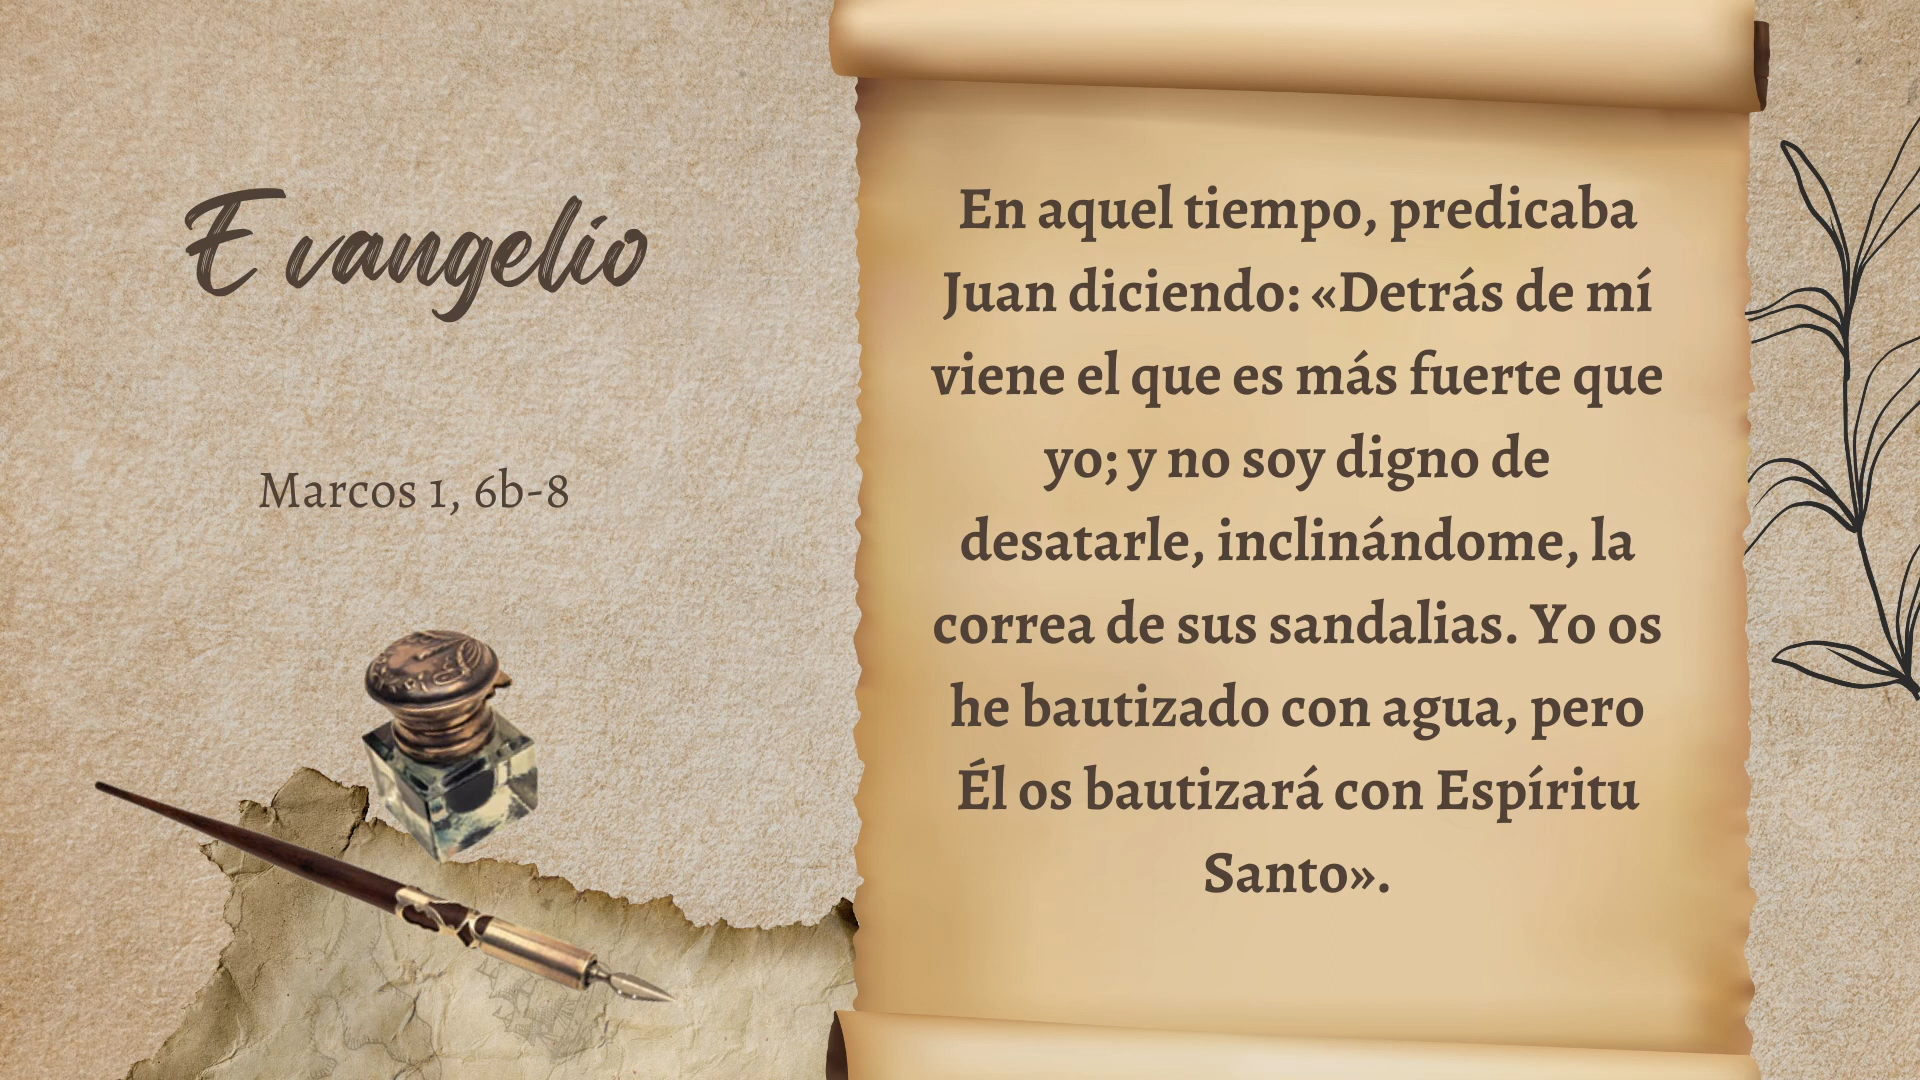 Evangelio
Marcos 1, 6b-8
En aquel tiempo, predicaba
Juan diciendo: «Detrás de mí
viene el que es más fuerte que
yo; y no soy digno de
desatarle, inclinándome, la
correa de sus sandalias. Yo os
he bautizado con agua, pero
Él os bautizará con Espíritu
Santo».